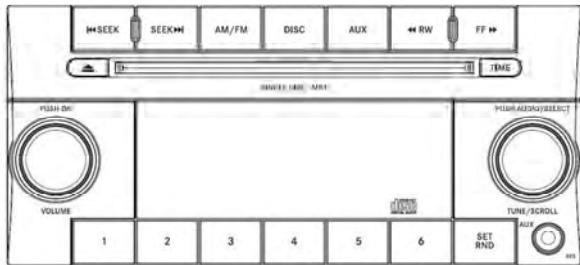 ⏮SEEK SEEK⏭ AM/FM DISC AUX ◀◀ RW FF ▶▶
TIME
PUSH-ON PUSH AUDIO/SELECT
VOLUME TUNE/SCROLL
1 2 3 4 5 6 SET RND AUX